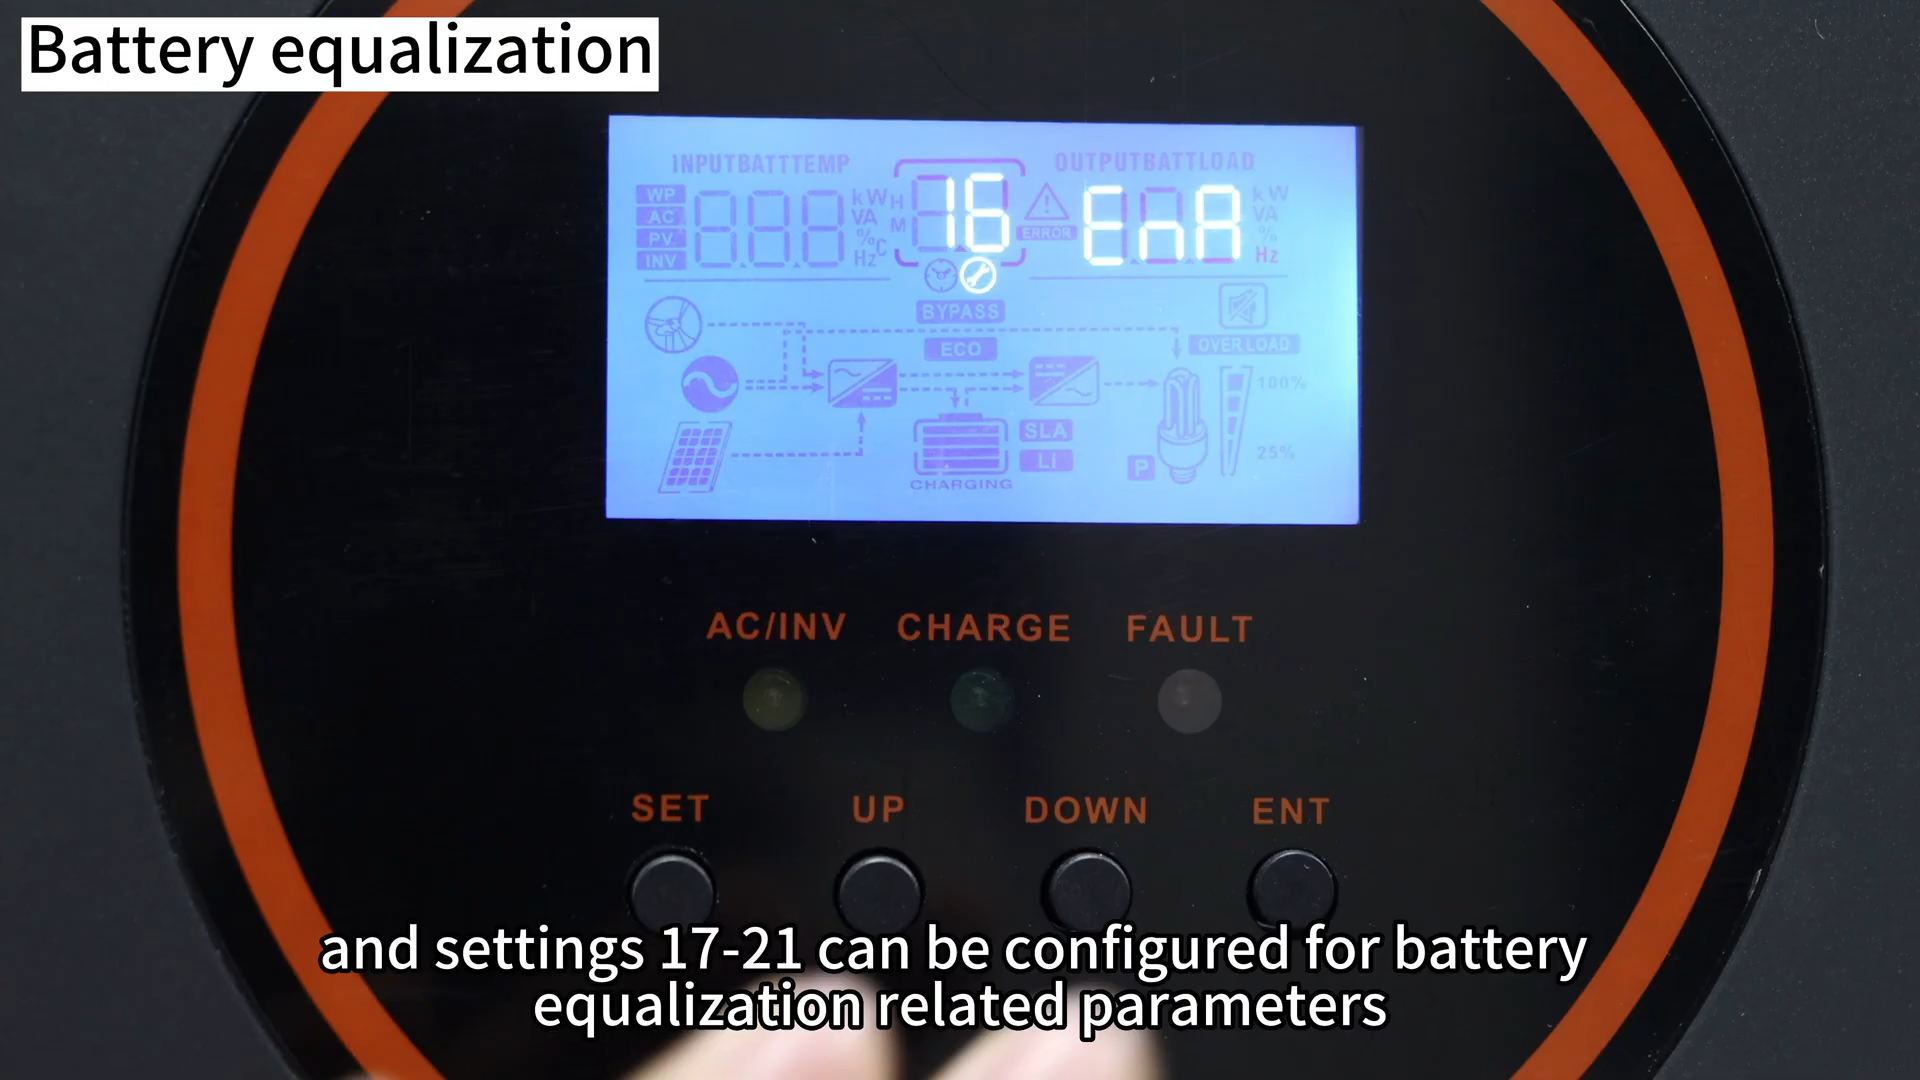 Battery equalization
INPUTBATTTEMP
OUTPUTBATTLOAD
WP
AC
PV
INV
kW
VA
%
°C
Hz
H
M
16
ERROR
EnA
kW
VA
%
Hz
BYPASS
ECO
OVER LOAD
100%
25%
SLA
Li
P
CHARGING
AC/INV CHARGE FAULT
SET UP DOWN ENT
and settings 17-21 can be configured for battery
equalization related parameters